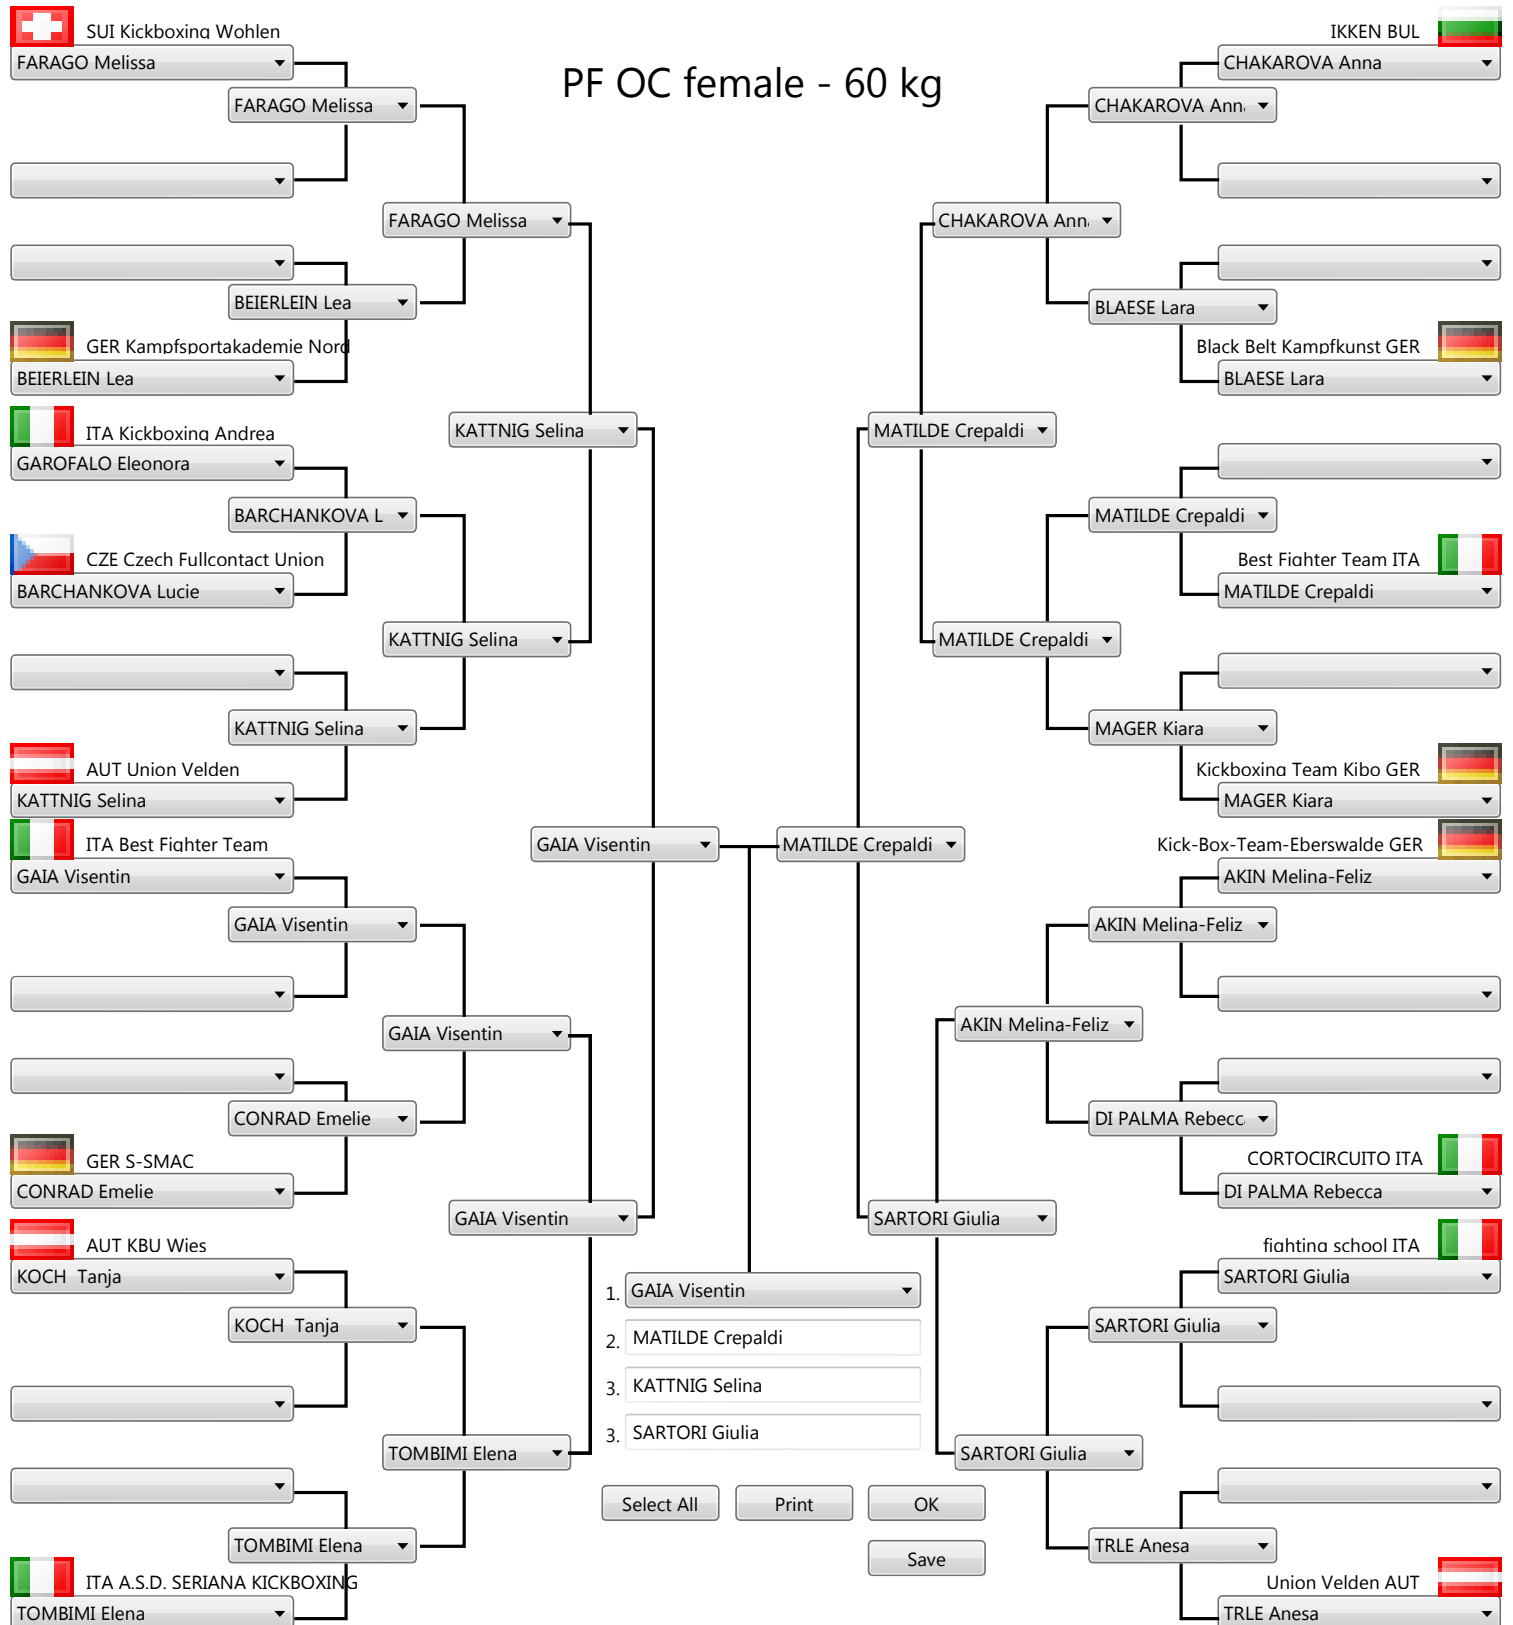 PF OC female - 60 kg
SUI Kickboxing Wohlen
FARAGO Melissa
FARAGO Melissa
FARAGO Melissa
BEIERLEIN Lea
GER Kampfsportakademie Nord
BEIERLEIN Lea
KATTNIG Selina
ITA Kickboxing Andrea
GAROFALO Eleonora
BARCHANKOVA L
CZE Czech Fullcontact Union
BARCHANKOVA Lucie
KATTNIG Selina
KATTNIG Selina
AUT Union Velden
KATTNIG Selina
GAIA Visentin
ITA Best Fighter Team
GAIA Visentin
GAIA Visentin
GAIA Visentin
CONRAD Emelie
GER S-SMAC
CONRAD Emelie
GAIA Visentin
AUT KBU Wies
KOCH  Tanja
KOCH  Tanja
TOMBIMI Elena
TOMBIMI Elena
ITA A.S.D. SERIANA KICKBOXING
TOMBIMI Elena
IKKEN BUL
CHAKAROVA Anna
CHAKAROVA Ann
CHAKAROVA Ann
BLAESE Lara
Black Belt Kampfkunst GER
BLAESE Lara
MATILDE Crepaldi
MATILDE Crepaldi
Best Fighter Team ITA
MATILDE Crepaldi
MATILDE Crepaldi
MAGER Kiara
Kickboxing Team Kibo GER
MAGER Kiara
MATILDE Crepaldi
Kick-Box-Team-Eberswalde GER
AKIN Melina-Feliz
AKIN Melina-Feliz
AKIN Melina-Feliz
DI PALMA Rebecc
CORTOCIRCUITO ITA
DI PALMA Rebecca
SARTORI Giulia
fighting school ITA
SARTORI Giulia
SARTORI Giulia
SARTORI Giulia
TRLE Anesa
Union Velden AUT
TRLE Anesa
1. GAIA Visentin
2. MATILDE Crepaldi
3. KATTNIG Selina
3. SARTORI Giulia
Select All
Print
OK
Save